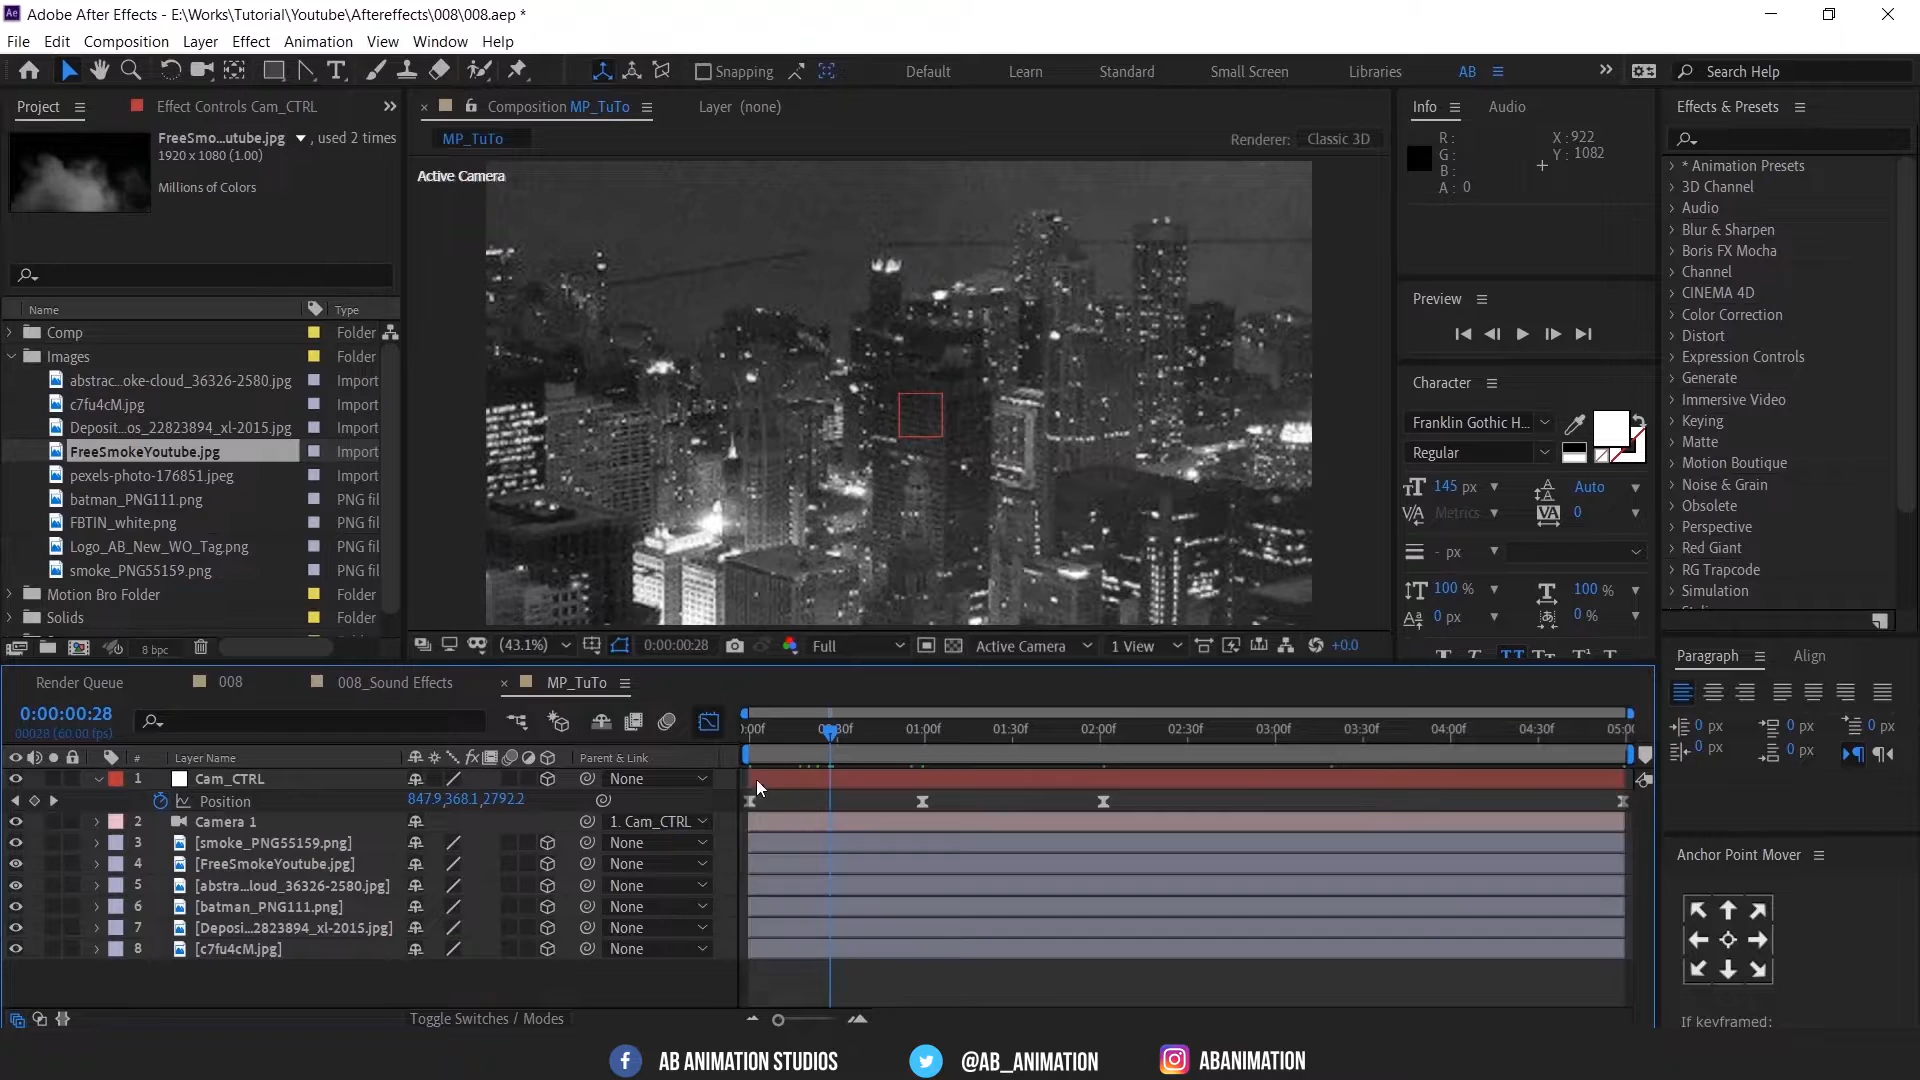 Adobe After Effects - E:\Works\Tutorial\Youtube\Aftereffects\008\008.aep *
File Edit Composition Layer Effect Animation View Window Help
Snapping Default Learn Standard Small Screen Libraries AB Search Help
Project Effect Controls Cam_CTRL
FreeSmo...utube.jpg , used 2 times
1920 x 1080 (1.00)
Millions of Colors
Name Type
Comp Folder
Images Folder
abstrac...oke-cloud_36326-2580.jpg Import
c7fu4cM.jpg Import
Deposit...os_22823894_xl-2015.jpg Import
FreeSmokeYoutube.jpg Import
pexels-photo-176851.jpeg Import
batman_PNG111.png PNG fil
FBTIN_white.png PNG fil
Logo_AB_New_WO_Tag.png PNG fil
smoke_PNG55159.png PNG fil
Motion Bro Folder Folder
Solids Folder
8 bpc
Composition MP_TuTo Layer (none)
MP_TuTo Renderer: Classic 3D
Active Camera
(43.1%) 0:00:00:28 Full Active Camera 1 View +0.0
Info Audio
R: X: 922
G: Y: 1082
B:
A: 0
Preview
Character
Franklin Gothic H...
Regular
145 px Auto
Metrics 0
- px
100 % 100 %
0 px 0 %
Effects & Presets
* Animation Presets
3D Channel
Audio
Blur & Sharpen
Boris FX Mocha
Channel
CINEMA 4D
Color Correction
Distort
Expression Controls
Generate
Immersive Video
Keying
Matte
Motion Boutique
Noise & Grain
Obsolete
Perspective
Red Giant
RG Trapcode
Simulation
Paragraph Align
0 px 0 px 0 px
0 px 0 px
Anchor Point Mover
If keyframed:
Render Queue 008 008_Sound Effects MP_TuTo
0:00:00:28
00028 (60.00 fps)
# Layer Name Parent & Link
):00f 00:30f 01:00f 01:30f 02:00f 02:30f 03:00f 03:30f 04:00f 04:30f 05:0
1 Cam_CTRL None
Position 847.9,368.1,2792.2
2 Camera 1 1. Cam_CTRL
3 [smoke_PNG55159.png] None
4 [FreeSmokeYoutube.jpg] None
5 [abstra...loud_36326-2580.jpg] None
6 [batman_PNG111.png] None
7 [Deposi...2823894_xl-2015.jpg] None
8 [c7fu4cM.jpg] None
Toggle Switches / Modes
AB ANIMATION STUDIOS @AB_ANIMATION ABANIMATION